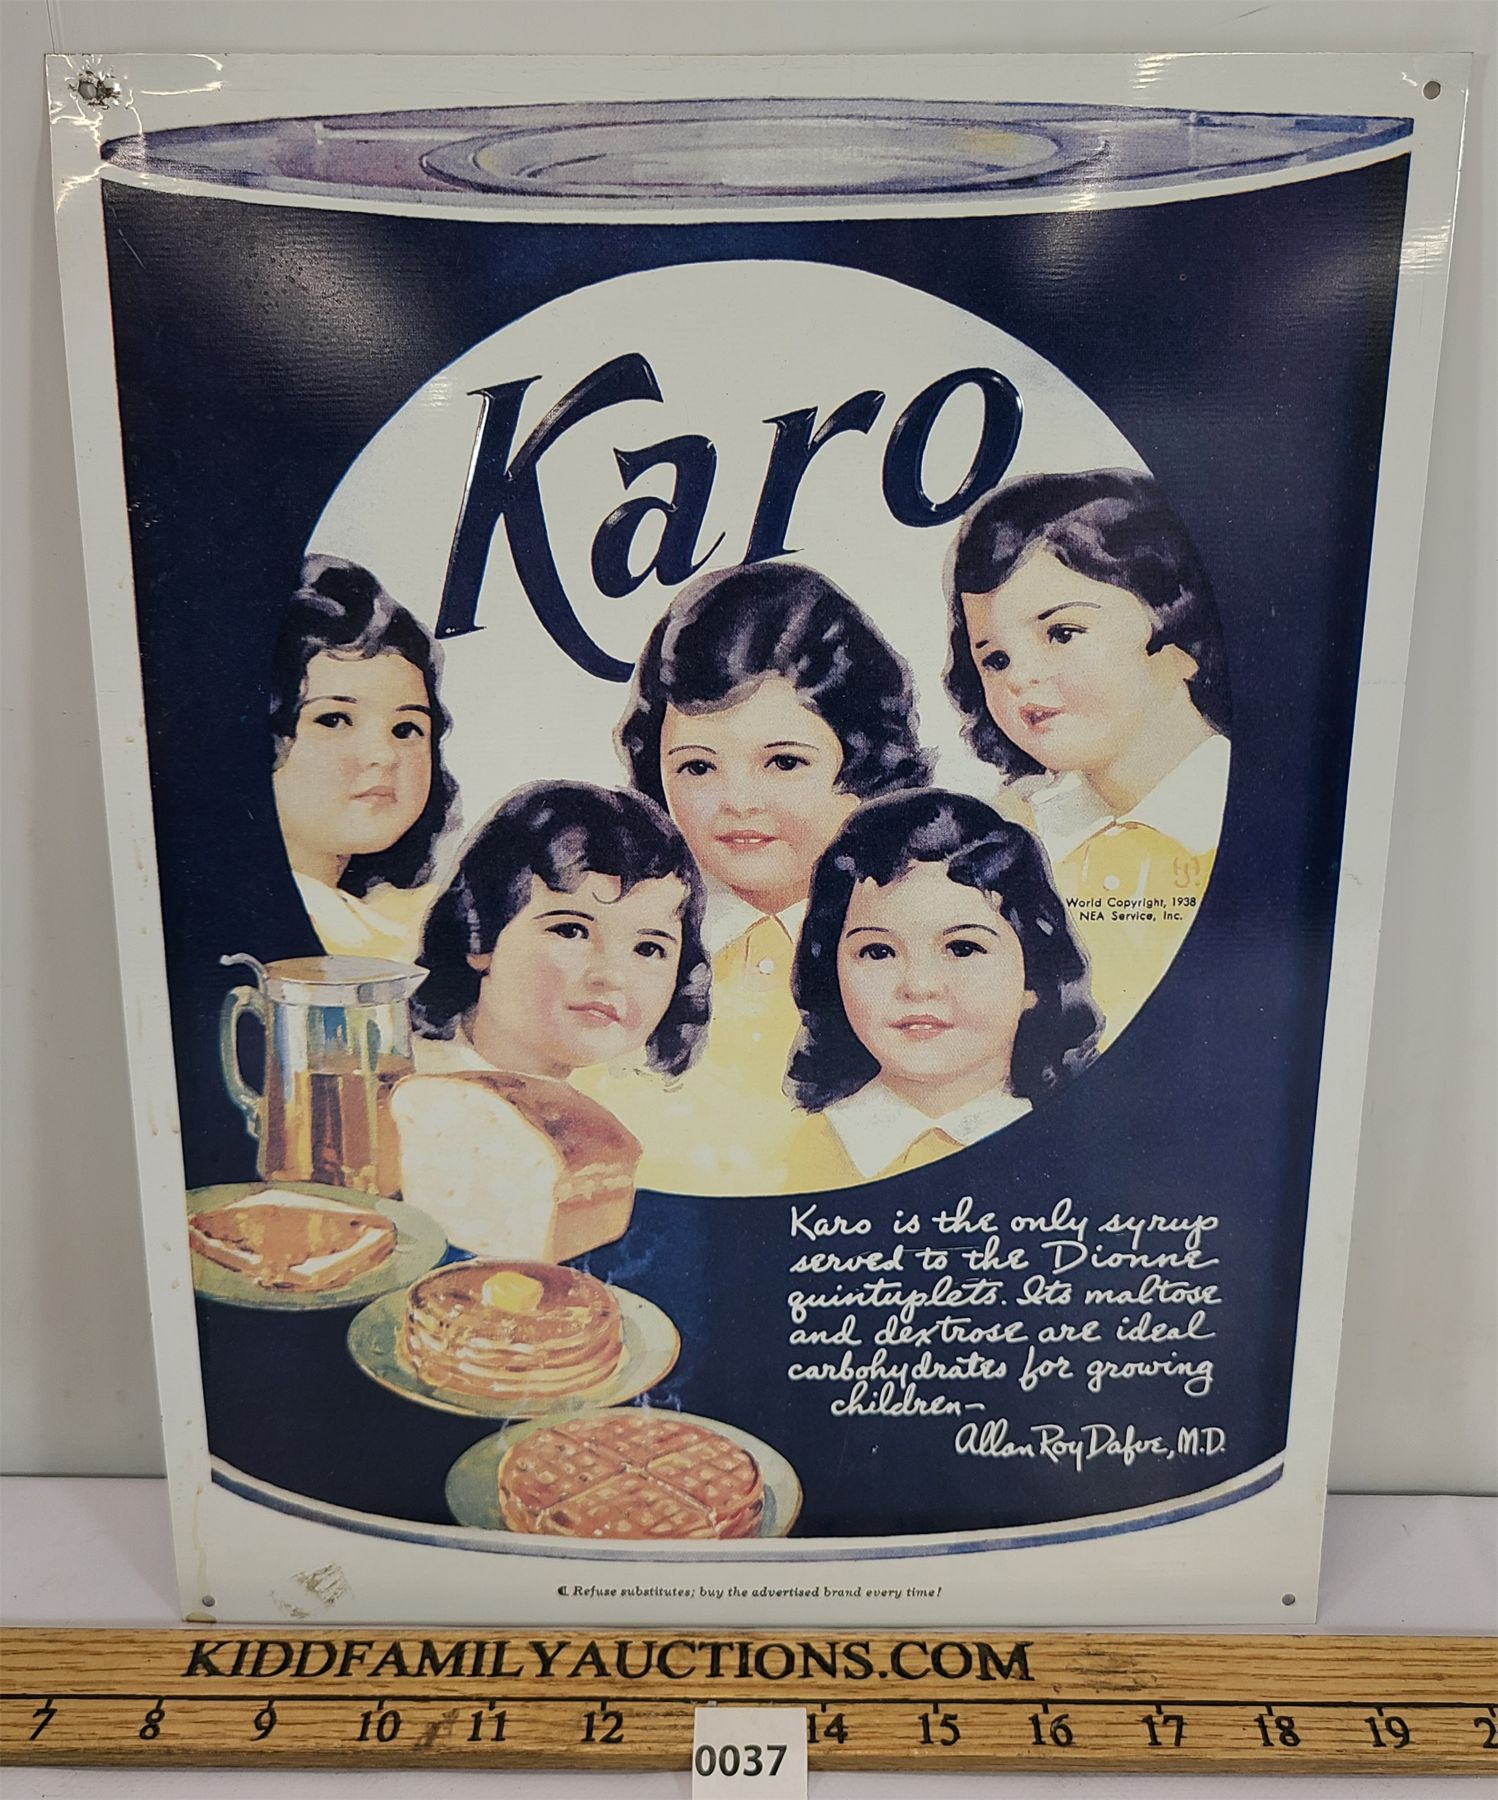 Karo
World Copyright, 1938
NEA Service, Inc.
Karo is the only syrup
served to the Dionne
quintuplets. Its maltose
and dextrose are ideal
carbohydrates for growing
children-
Allan Roy Dafoe, M.D.
Refuse substitutes; buy the advertised brand every time!
KIDDFAMILYAUCTIONS.COM
7 8 9 10 11 12 14 15 16 17 18 19 2
0037